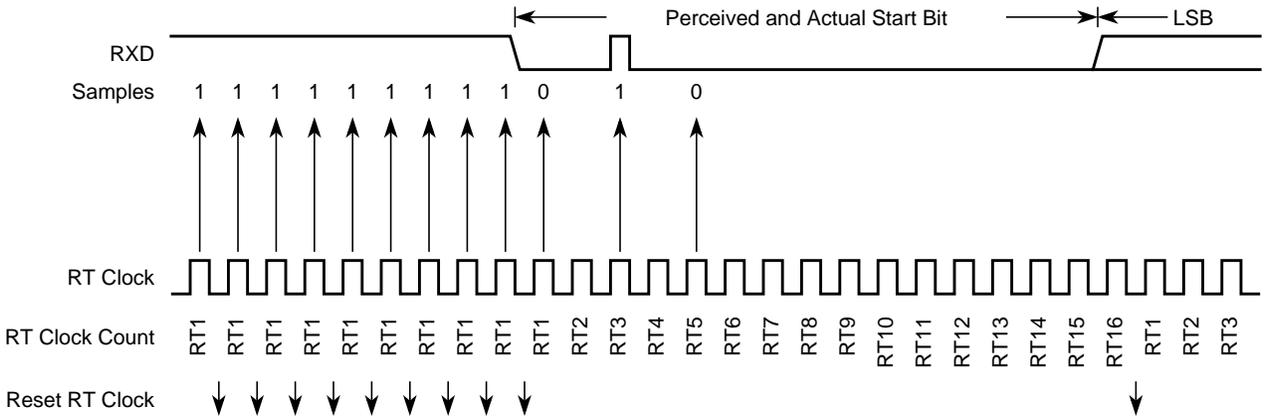 Perceived and Actual Start Bit LSB
RXD
Samples 1 1 1 1 1 1 1 1 1 0 1 0
RT Clock
RT Clock Count RT1 RT1 RT1 RT1 RT1 RT1 RT1 RT1 RT1 RT1 RT2 RT3 RT4 RT5 RT6 RT7 RT8 RT9 RT10 RT11 RT12 RT13 RT14 RT15 RT16 RT1 RT2 RT3
Reset RT Clock